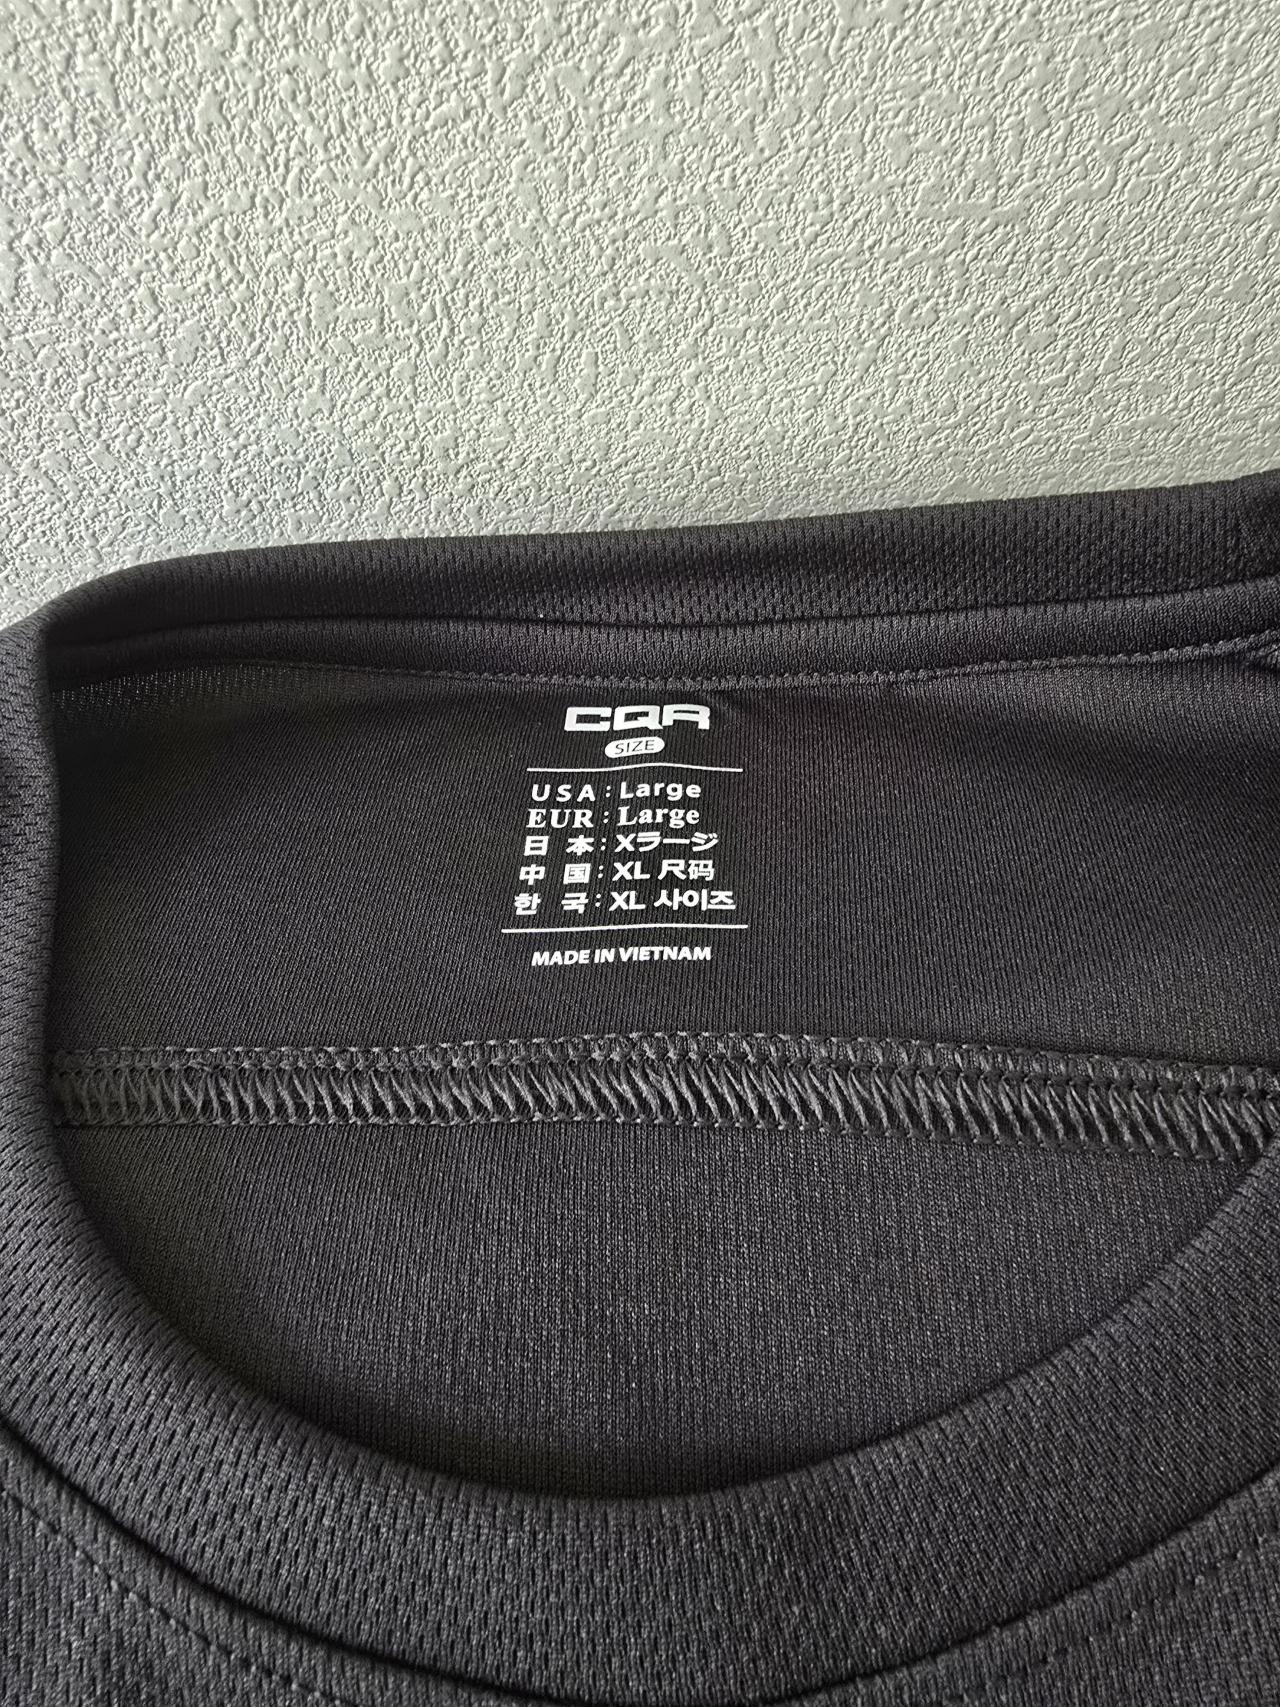 CQR
SIZE
USA : Large
EUR : Large
日 本 : Xラージ
中 国 : XL 尺码
한 국 : XL 사이즈
MADE IN VIETNAM